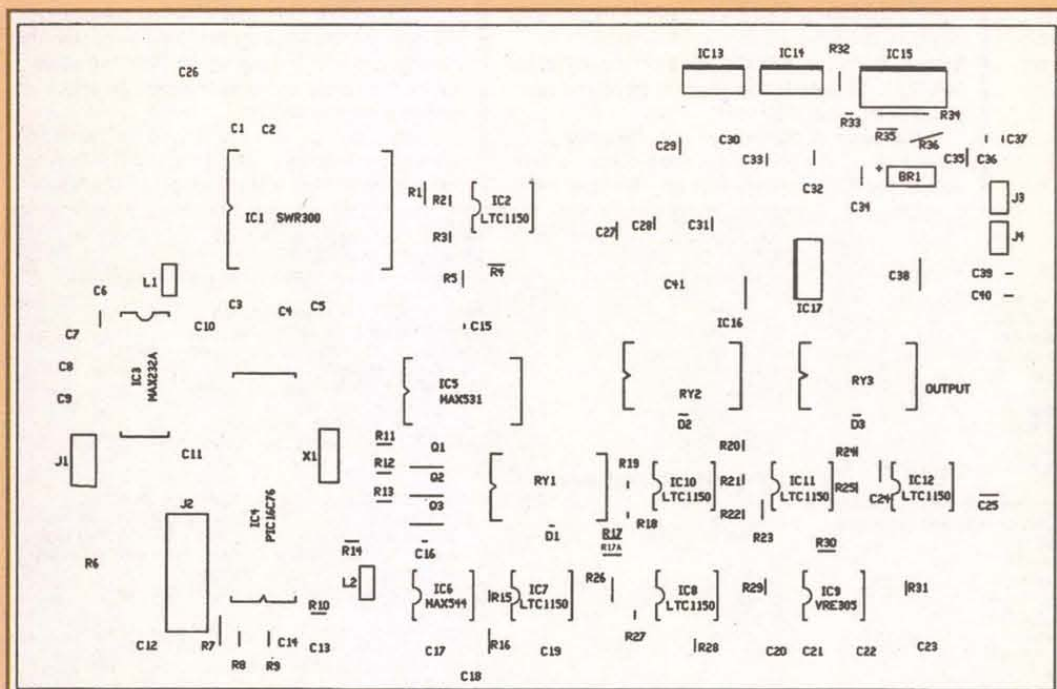 IC13 IC14 R32 IC15
C26
R33 R34
C1 C2 R35 R36 C37
C29 C30 C33 C35 C36
C32 + BR1
R1 R2 IC2 J3
IC1 SWR300 LTC1150 C34
C27 C28 C31 J4
R3
R4
L1 R5 C38 C39
C6 C41
C3 C4 C5 C40
C7 C10 C15 IC16 IC17
C8 IC3
MAX232A
IC5 RY2 RY3 OUTPUT
C9 MAX531
D2 D3
R11 Q1 R20
J1 C11 X1 R12 R24
Q2 RY1 R19 IC10 R21 IC11 R25 IC12
LTC1150 LTC1150 C24 LTC1150 C25
R13 Q3
J2 IC4
PIC16C76
R18 R22
D1 R17 R23
R14 C16 R17A R30
R6 L2 IC6 IC7 R26 IC8 R29 IC9 R31
MAX544 R15 LTC1150 LTC1150 VRE305
R10
R27
C12 R7 C14 C13 C17 R16 C19 R28 C20 C21 C22 C23
R8 R9
C18